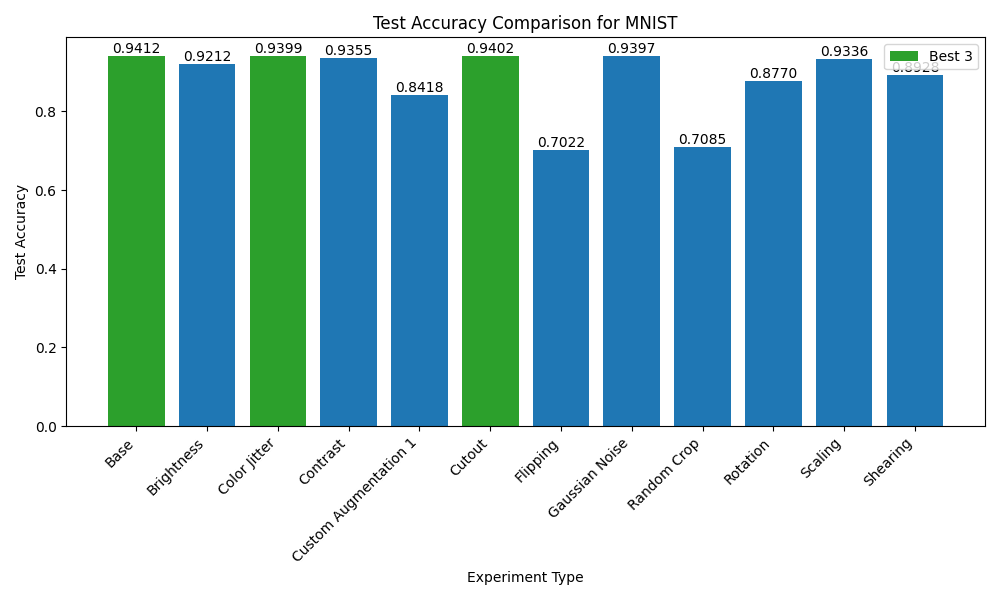 Test Accuracy Comparison for MNIST
0.9412
0.9212
0.9399
0.9355
0.8418
0.9402
0.7022
0.9397
0.7085
0.8770
0.9336
0.8928
Best 3
Test Accuracy
0.8
0.6
0.4
0.2
0.0
Base
Brightness
Color Jitter
Contrast
Custom Augmentation 1
Cutout
Flipping
Gaussian Noise
Random Crop
Rotation
Scaling
Shearing
Experiment Type